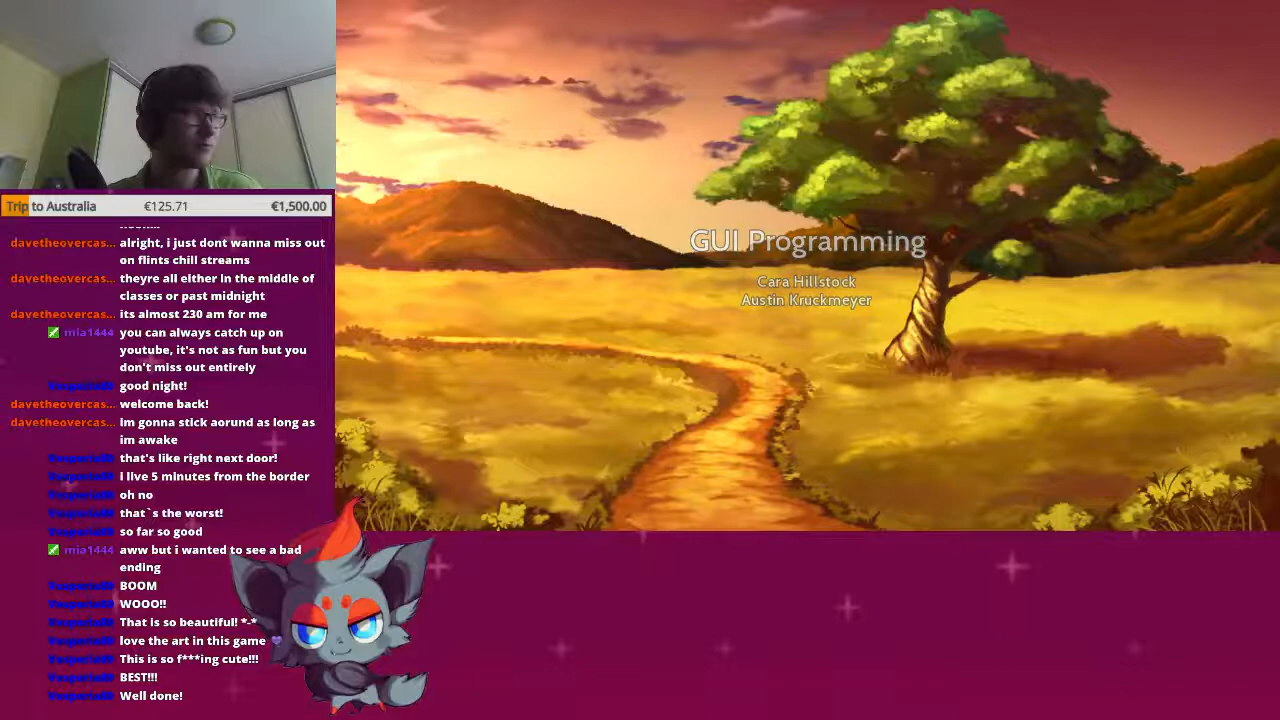 Trip to Australia €125.71 €1,500.00
davetheovercas... alright, i just dont wanna miss out
on flints chill streams
davetheovercas... theyre all either in the middle of
classes or past midnight
davetheovercas... its almost 230 am for me
mia1444 you can always catch up on
youtube, it's not as fun but you
don't miss out entirely
good night!
davetheovercas... welcome back!
davetheovercas... im gonna stick aorund as long as
im awake
that's like right next door!
i live 5 minutes from the border
oh no
that`s the worst!
so far so good
mia1444 aww but i wanted to see a bad
ending
BOOM
WOOO!!
That is so beautiful! *-*
love the art in this game 💜
This is so f***ing cute!!!
BEST!!!
Well done!
GUI Programming
Cara Hillstock
Austin Kruckmeyer